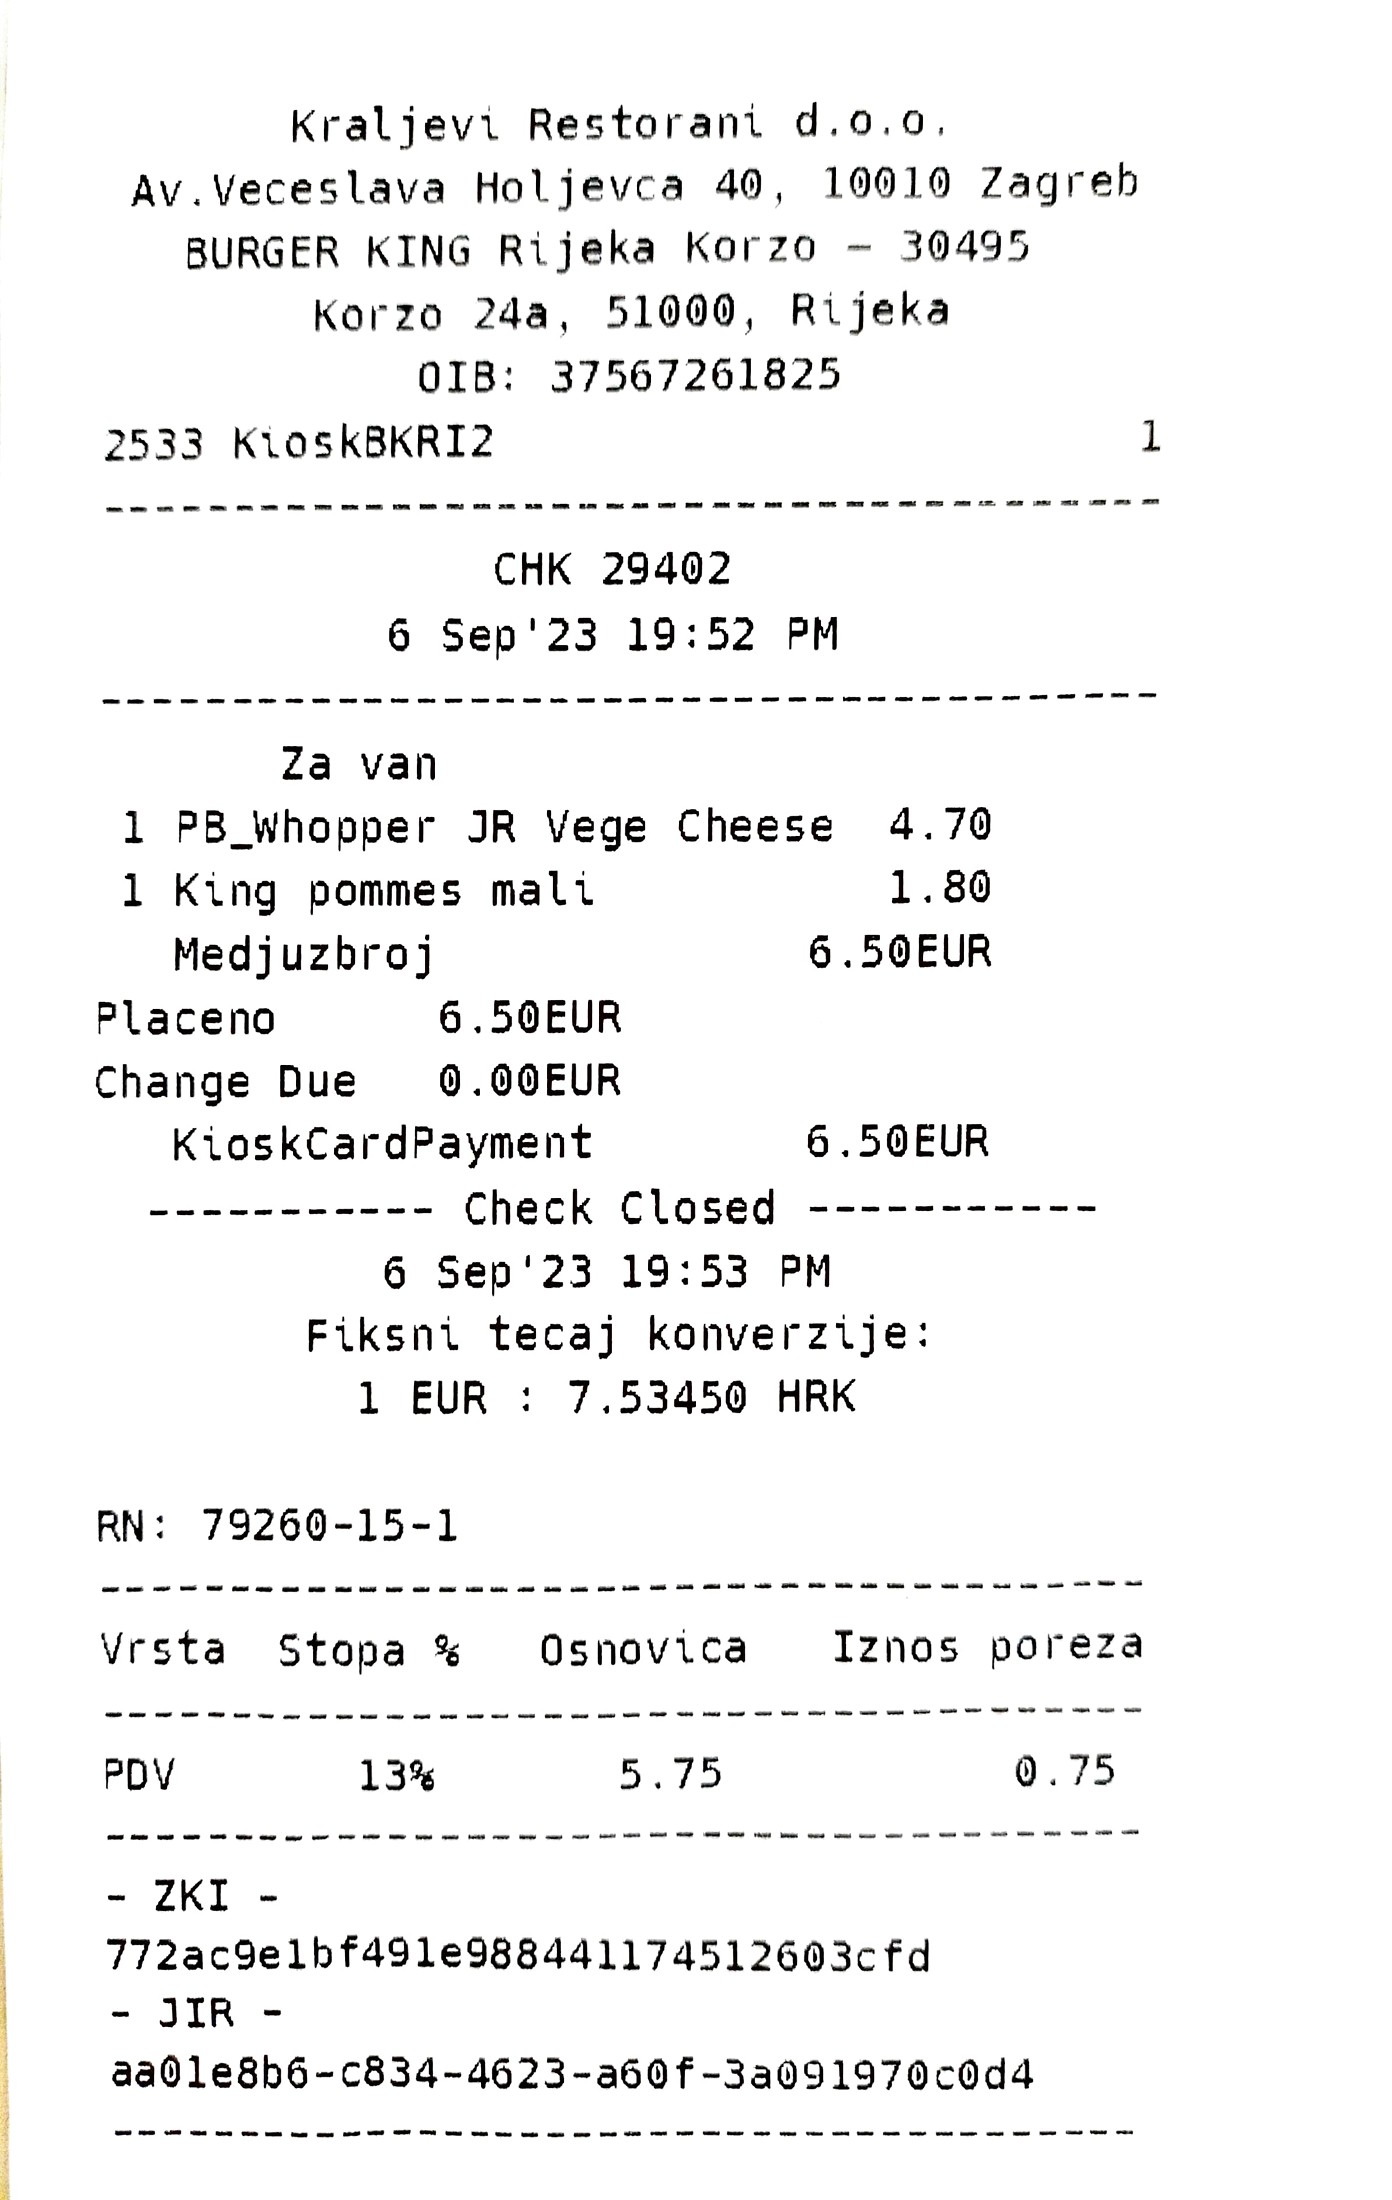 Kraljevi Restorani d.o.o.
Av.Veceslava Holjevca 40, 10010 Zagreb
BURGER KING Rijeka Korzo - 30495
Korzo 24a, 51000, Rijeka
OIB: 37567261825
2533 KioskBKRI2 1
----------------------------------------
CHK 29402
6 Sep'23 19:52 PM
----------------------------------------
Za van
1 PB_Whopper JR Vege Cheese 4.70
1 King pommes mali 1.80
Medjuzbroj 6.50EUR
Placeno 6.50EUR
Change Due 0.00EUR
KioskCardPayment 6.50EUR
----------- Check Closed -----------
6 Sep'23 19:53 PM
Fiksni tecaj konverzije:
1 EUR : 7.53450 HRK
RN: 79260-15-1
----------------------------------------
Vrsta Stopa % Osnovica Iznos poreza
----------------------------------------
PDV 13% 5.75 0.75
----------------------------------------
- ZKI -
772ac9e1bf491e988441174512603cfd
- JIR -
aa01e8b6-c834-4623-a60f-3a091970c0d4
----------------------------------------